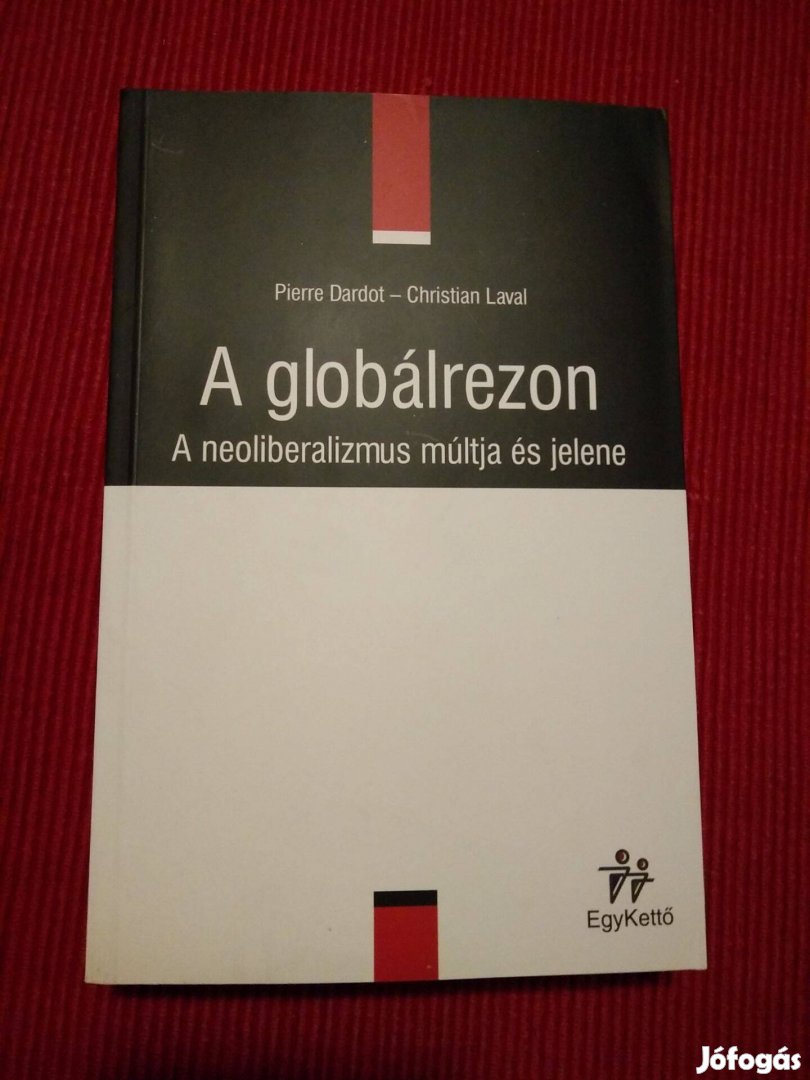 Pierre Dardot – Christian Laval
A globálrezon
A neoliberalizmus múltja és jelene
EgyKettő
Jófogás